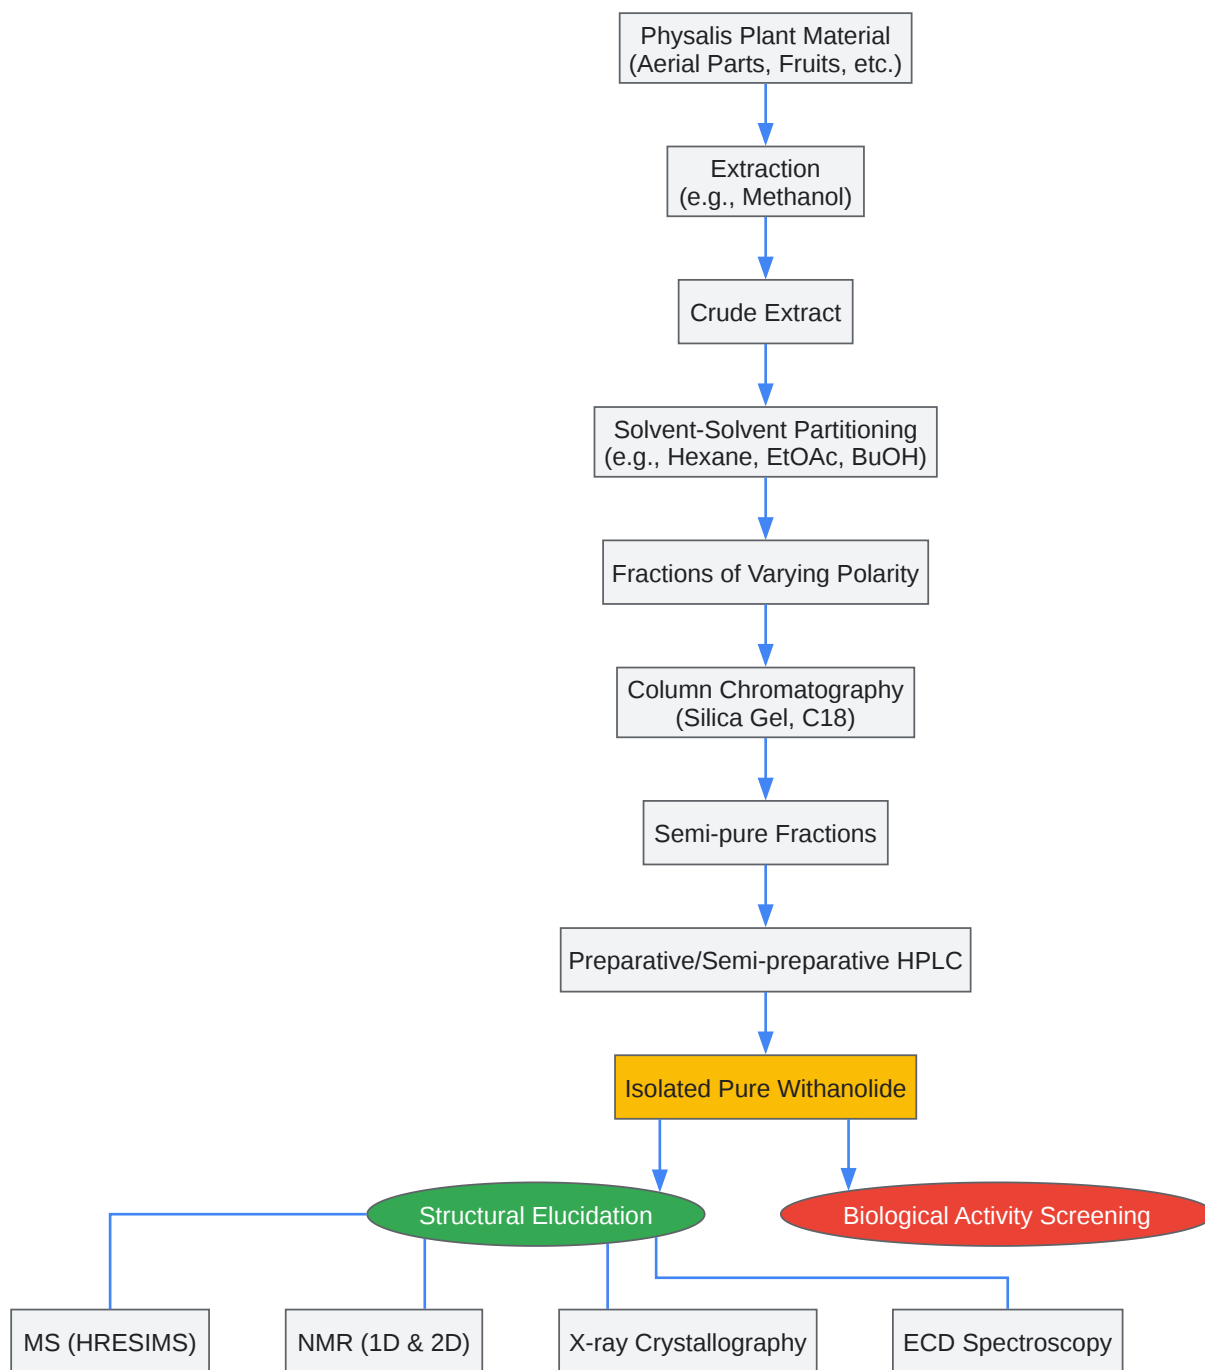 Physalis Plant Material
(Aerial Parts, Fruits, etc.)
Extraction
(e.g., Methanol)
Crude Extract
Solvent-Solvent Partitioning
(e.g., Hexane, EtOAc, BuOH)
Fractions of Varying Polarity
Column Chromatography
(Silica Gel, C18)
Semi-pure Fractions
Preparative/Semi-preparative HPLC
Isolated Pure Withanolide
Structural Elucidation
Biological Activity Screening
MS (HRESIMS)
NMR (1D & 2D)
X-ray Crystallography
ECD Spectroscopy